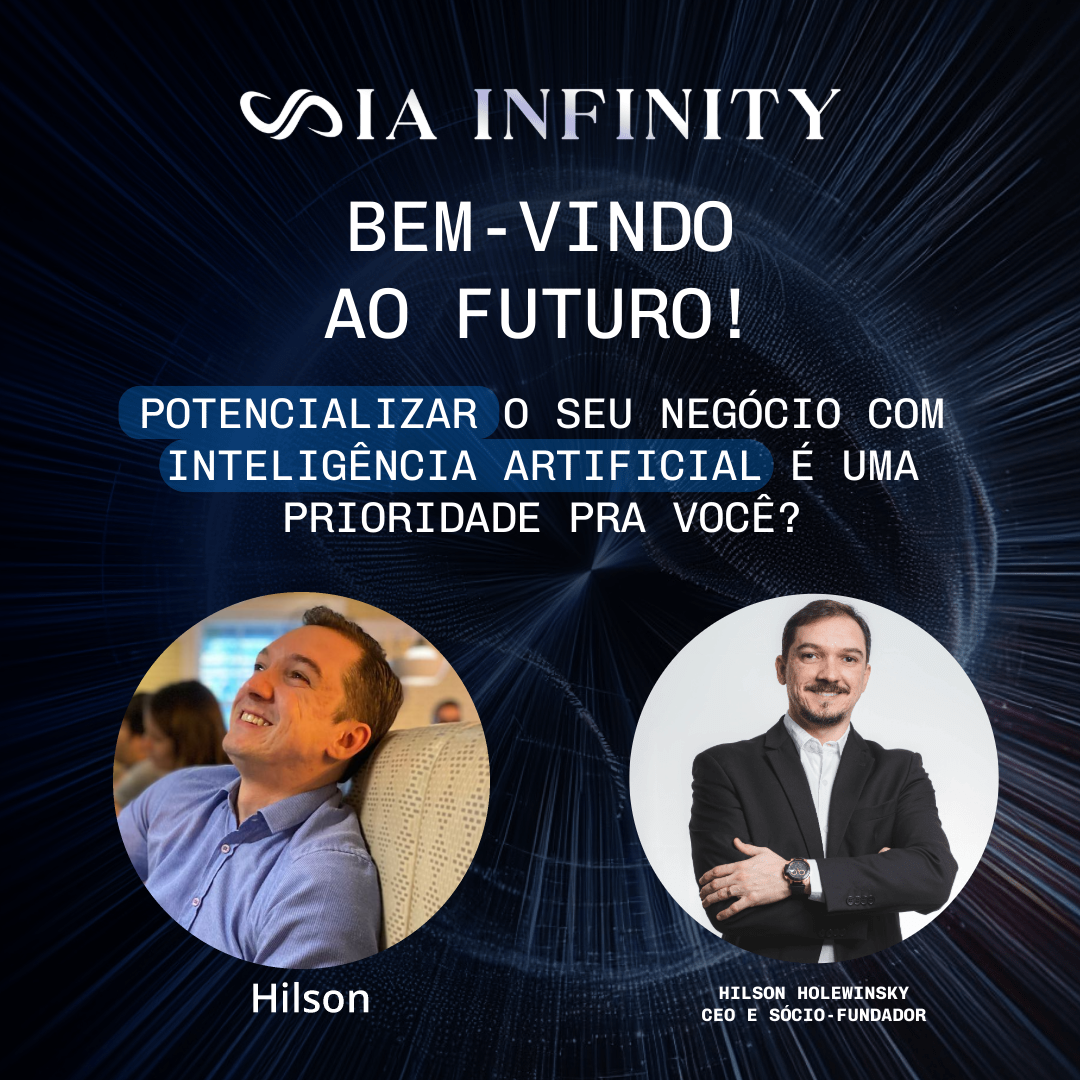 IA INFINITY
BEM-VINDO
AO FUTURO!
POTENCIALIZAR O SEU NEGÓCIO COM
INTELIGÊNCIA ARTIFICIAL É UMA
PRIORIDADE PRA VOCÊ?
Hilson
HILSON HOLEWINSKY
CEO E SÓCIO-FUNDADOR